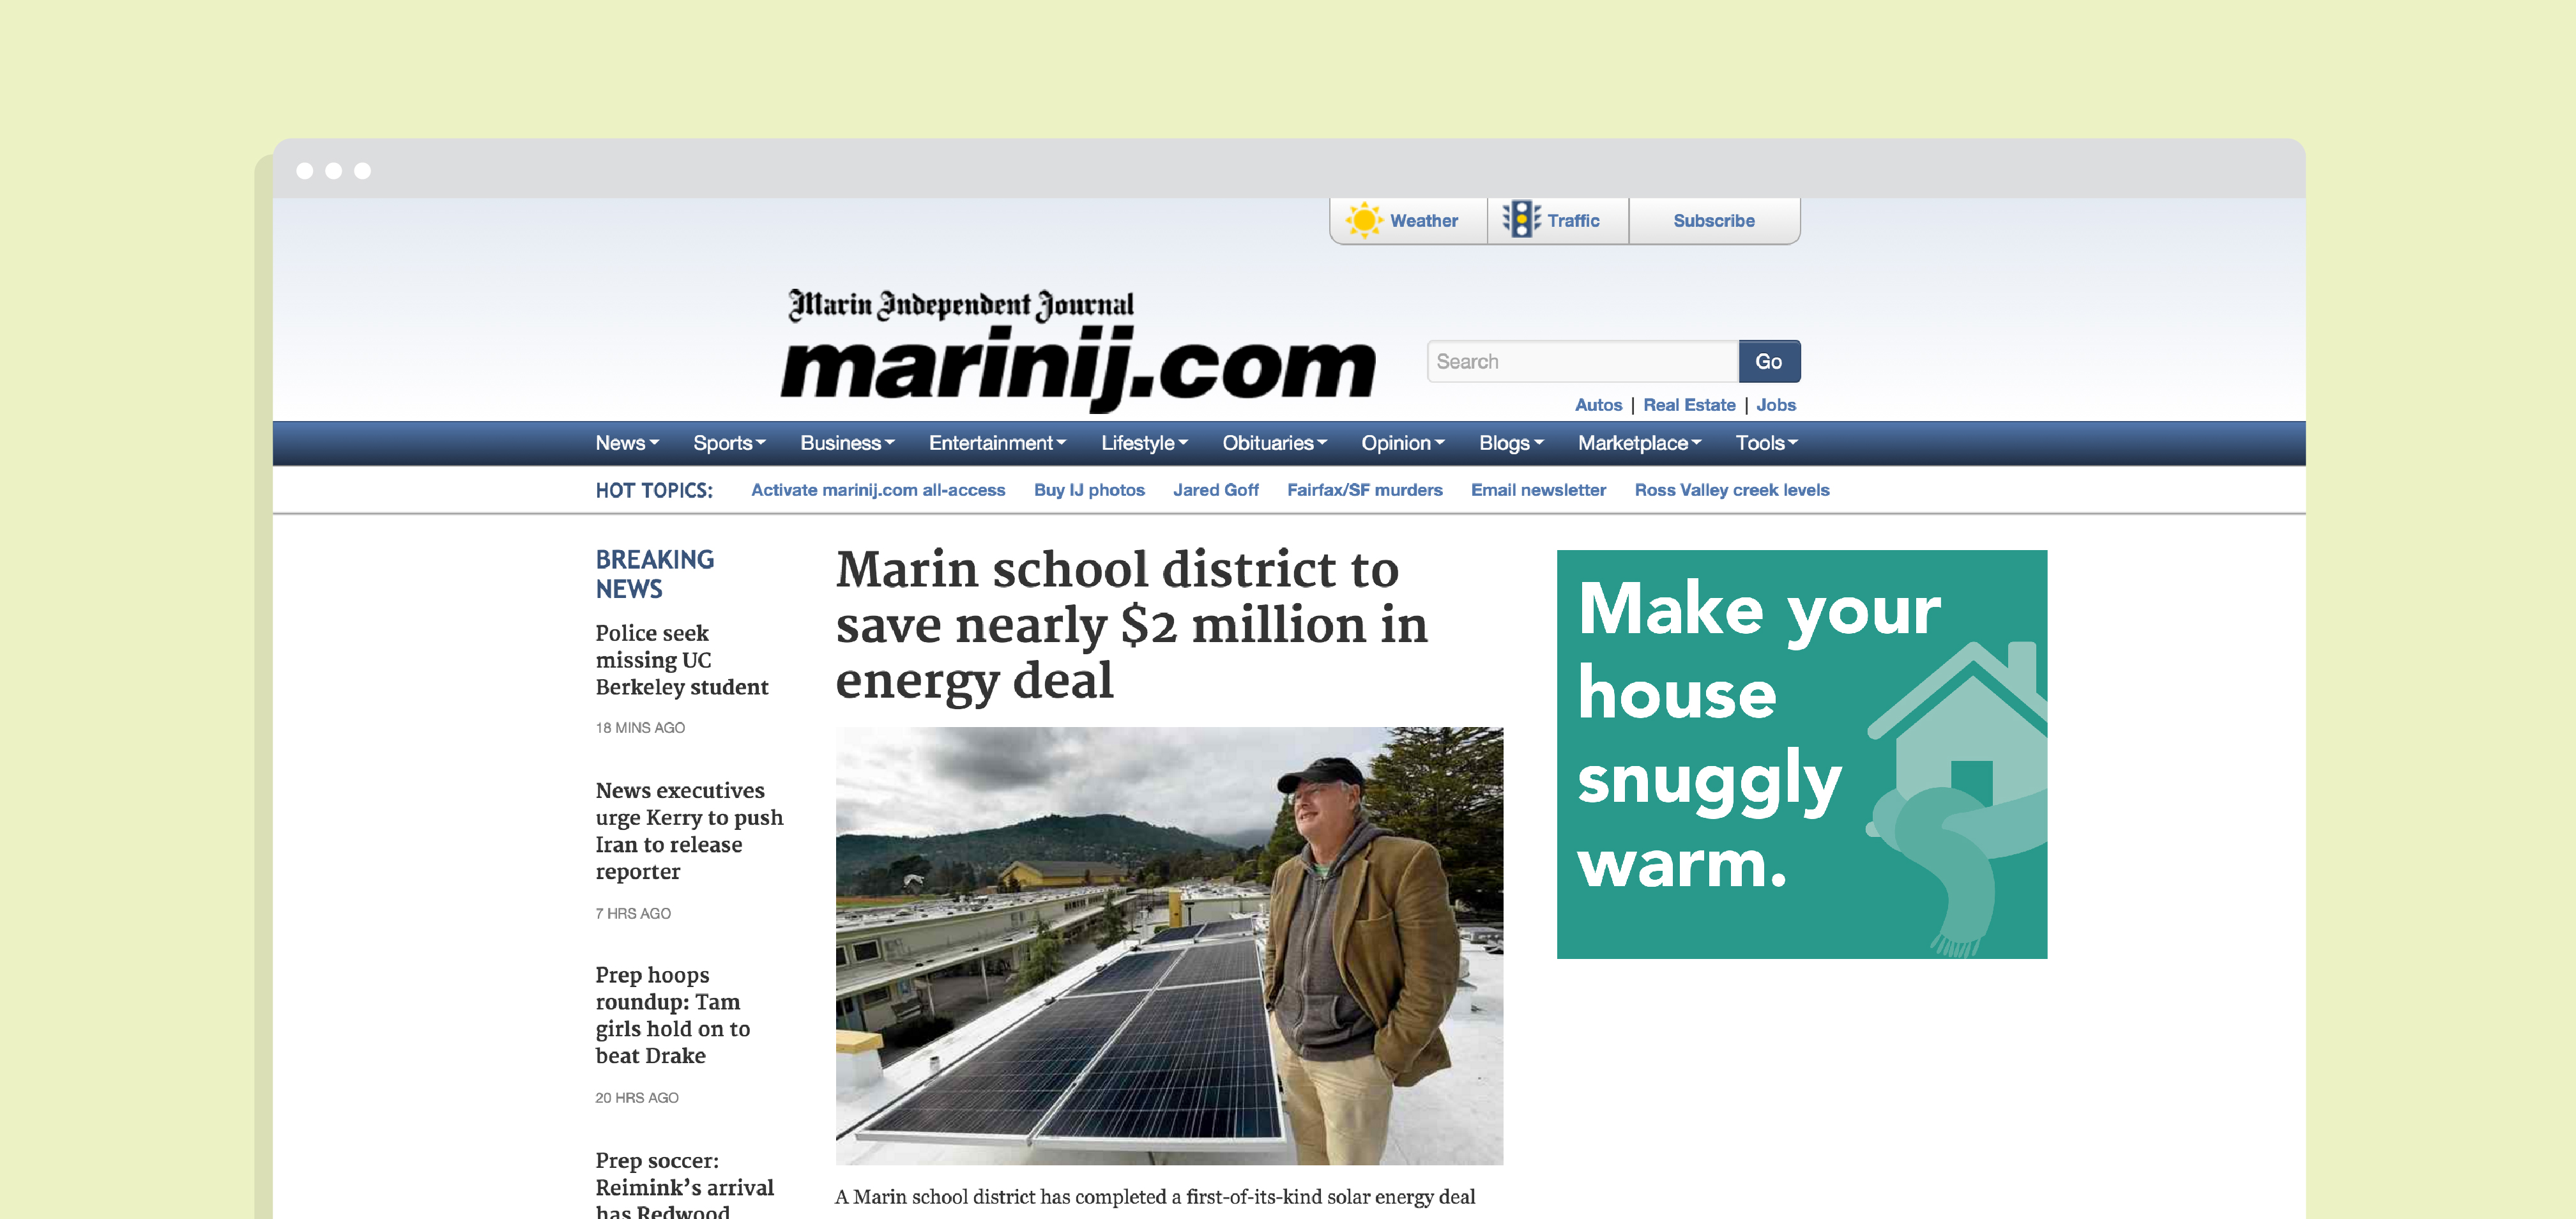 Weather
Traffic
Subscribe
Marin Independent Journal
marinij.com
Search
Go
Autos | Real Estate | Jobs
News Sports Business Entertainment Lifestyle Obituaries Opinion Blogs Marketplace Tools
HOT TOPICS: Activate marinij.com all-access Buy IJ photos Jared Goff Fairfax/SF murders Email newsletter Ross Valley creek levels
BREAKING
NEWS
Police seek
missing UC
Berkeley student
18 MINS AGO
News executives
urge Kerry to push
Iran to release
reporter
7 HRS AGO
Prep hoops
roundup: Tam
girls hold on to
beat Drake
20 HRS AGO
Prep soccer:
Reimink’s arrival
has Redwood
Marin school district to
save nearly $2 million in
energy deal
A Marin school district has completed a first-of-its-kind solar energy deal
Make your
house
snuggly
warm.